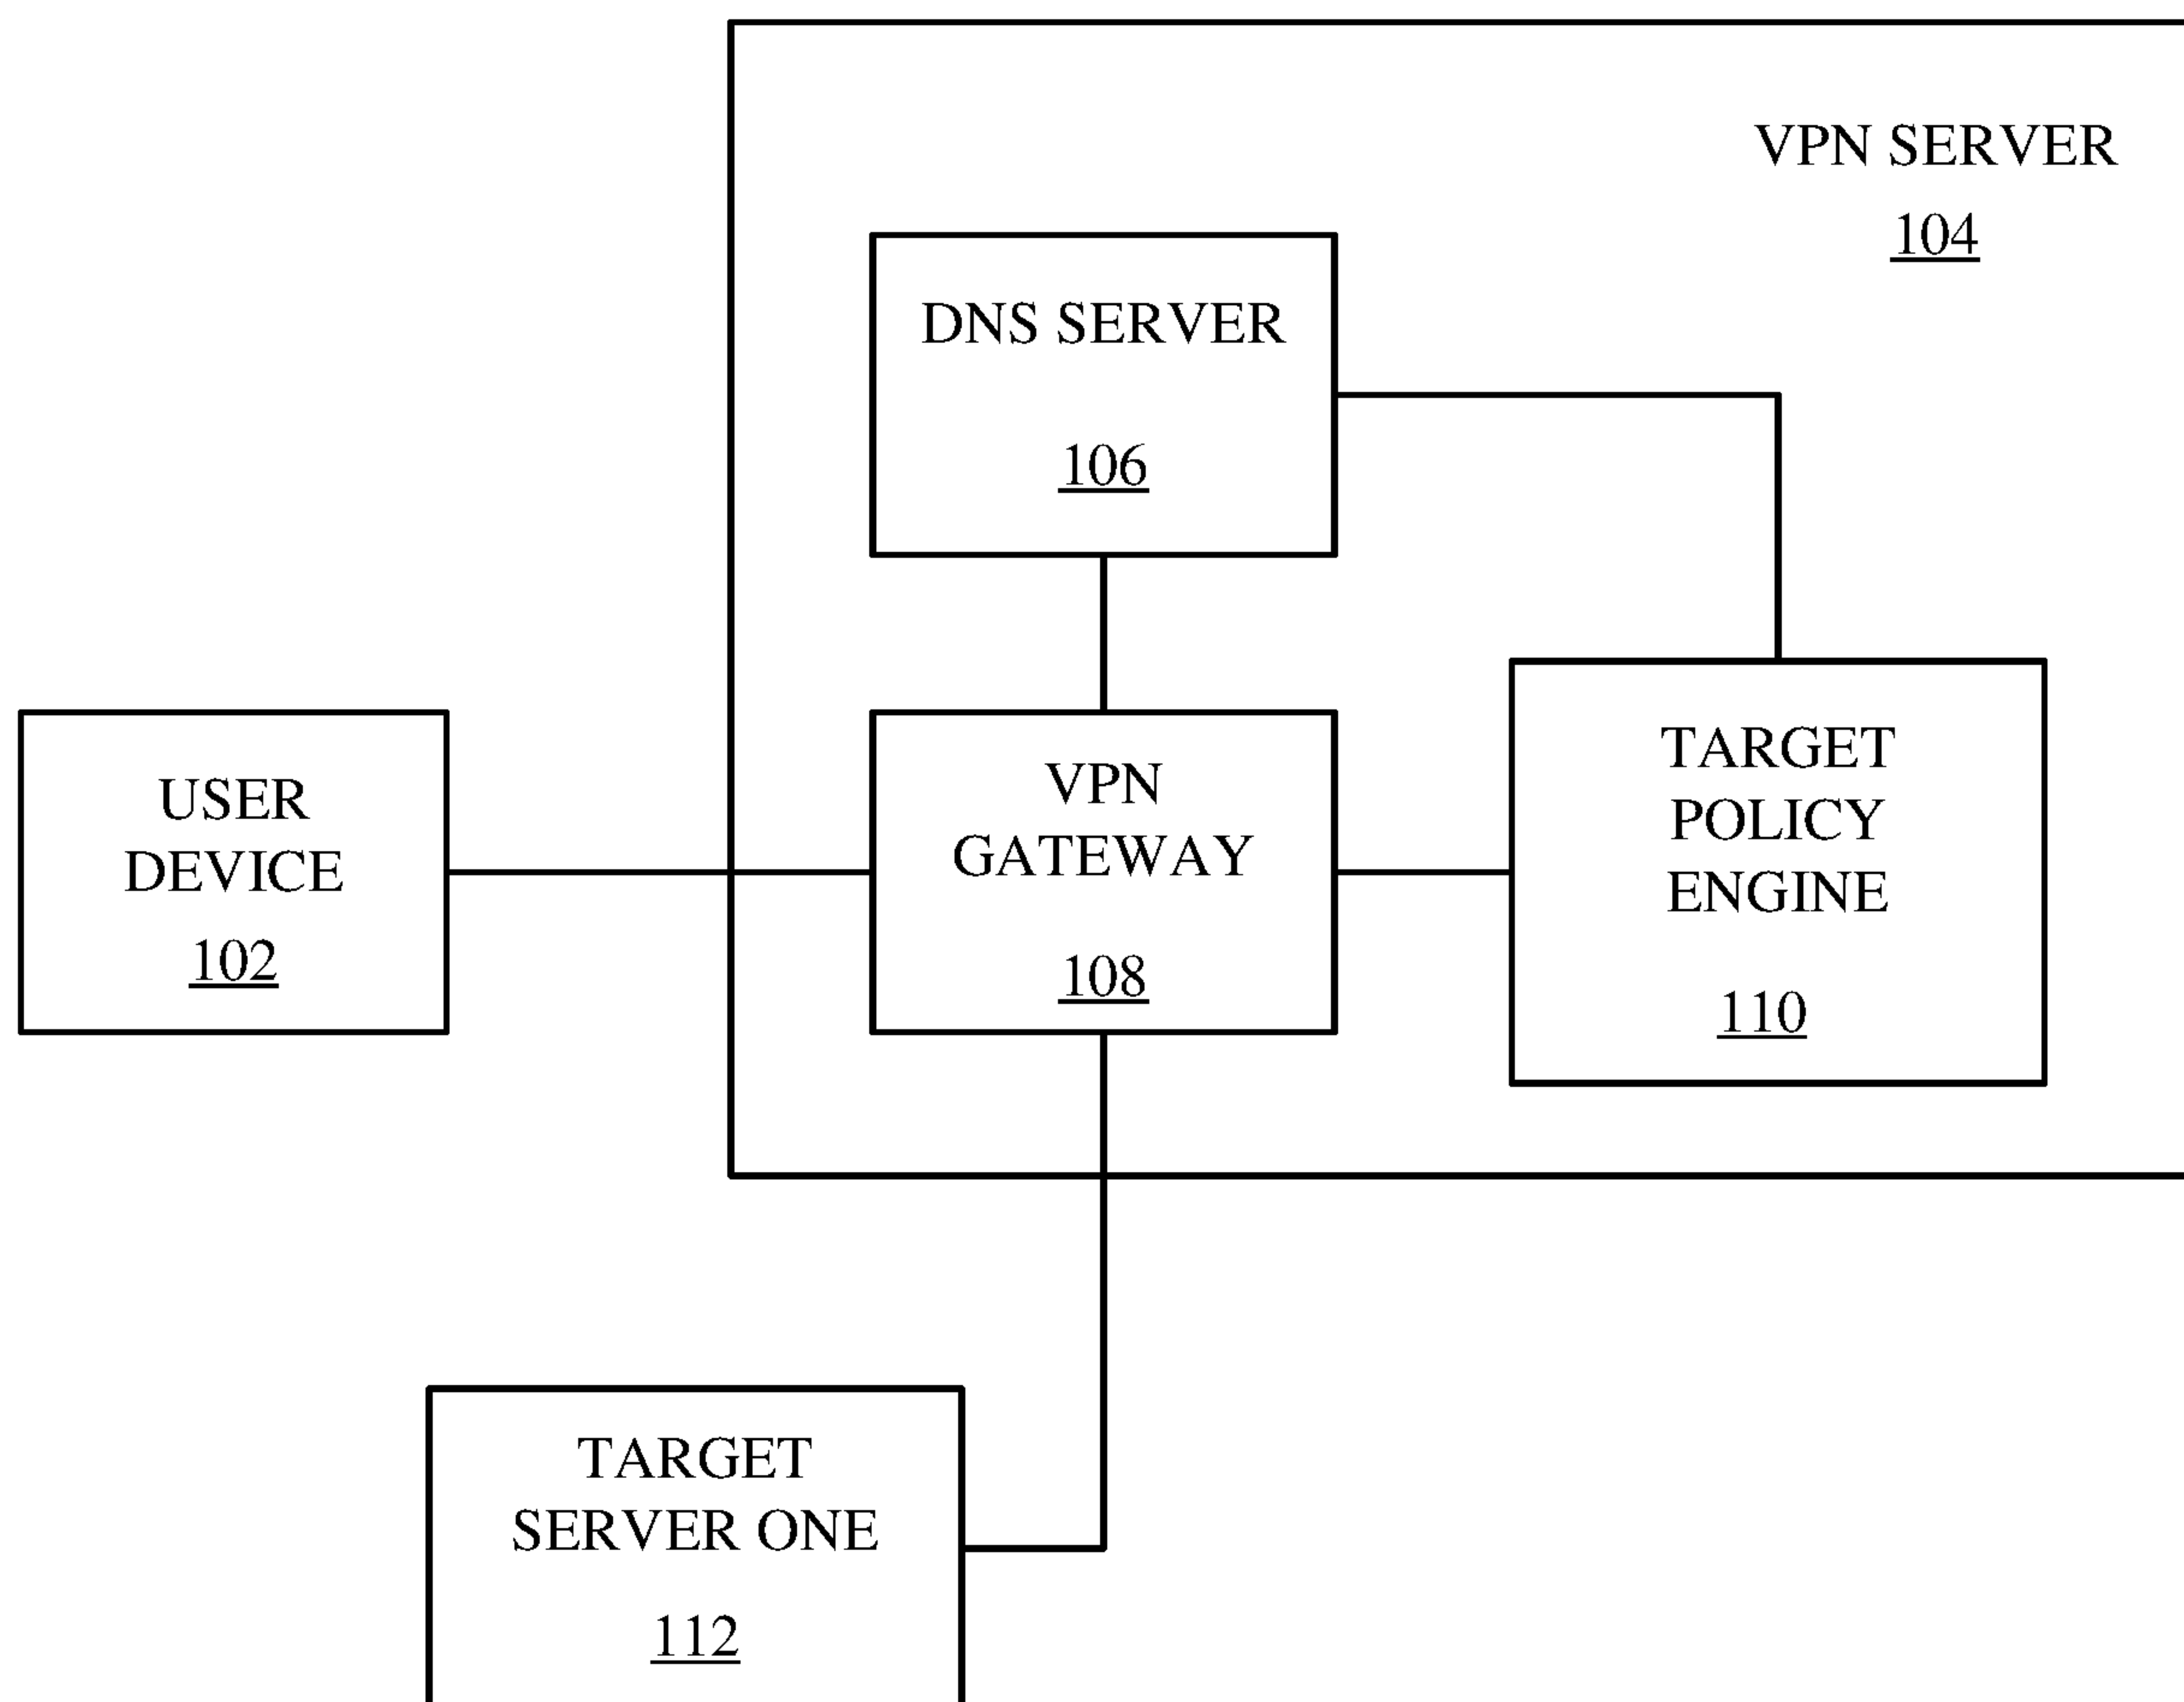 VPN SERVER
104
DNS SERVER
106
USER
DEVICE
102
VPN
GATEWAY
108
TARGET
POLICY
ENGINE
110
TARGET
SERVER ONE
112